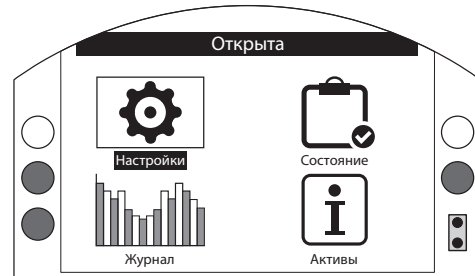 Открыта
Настройки
Состояние
Журнал
Активы